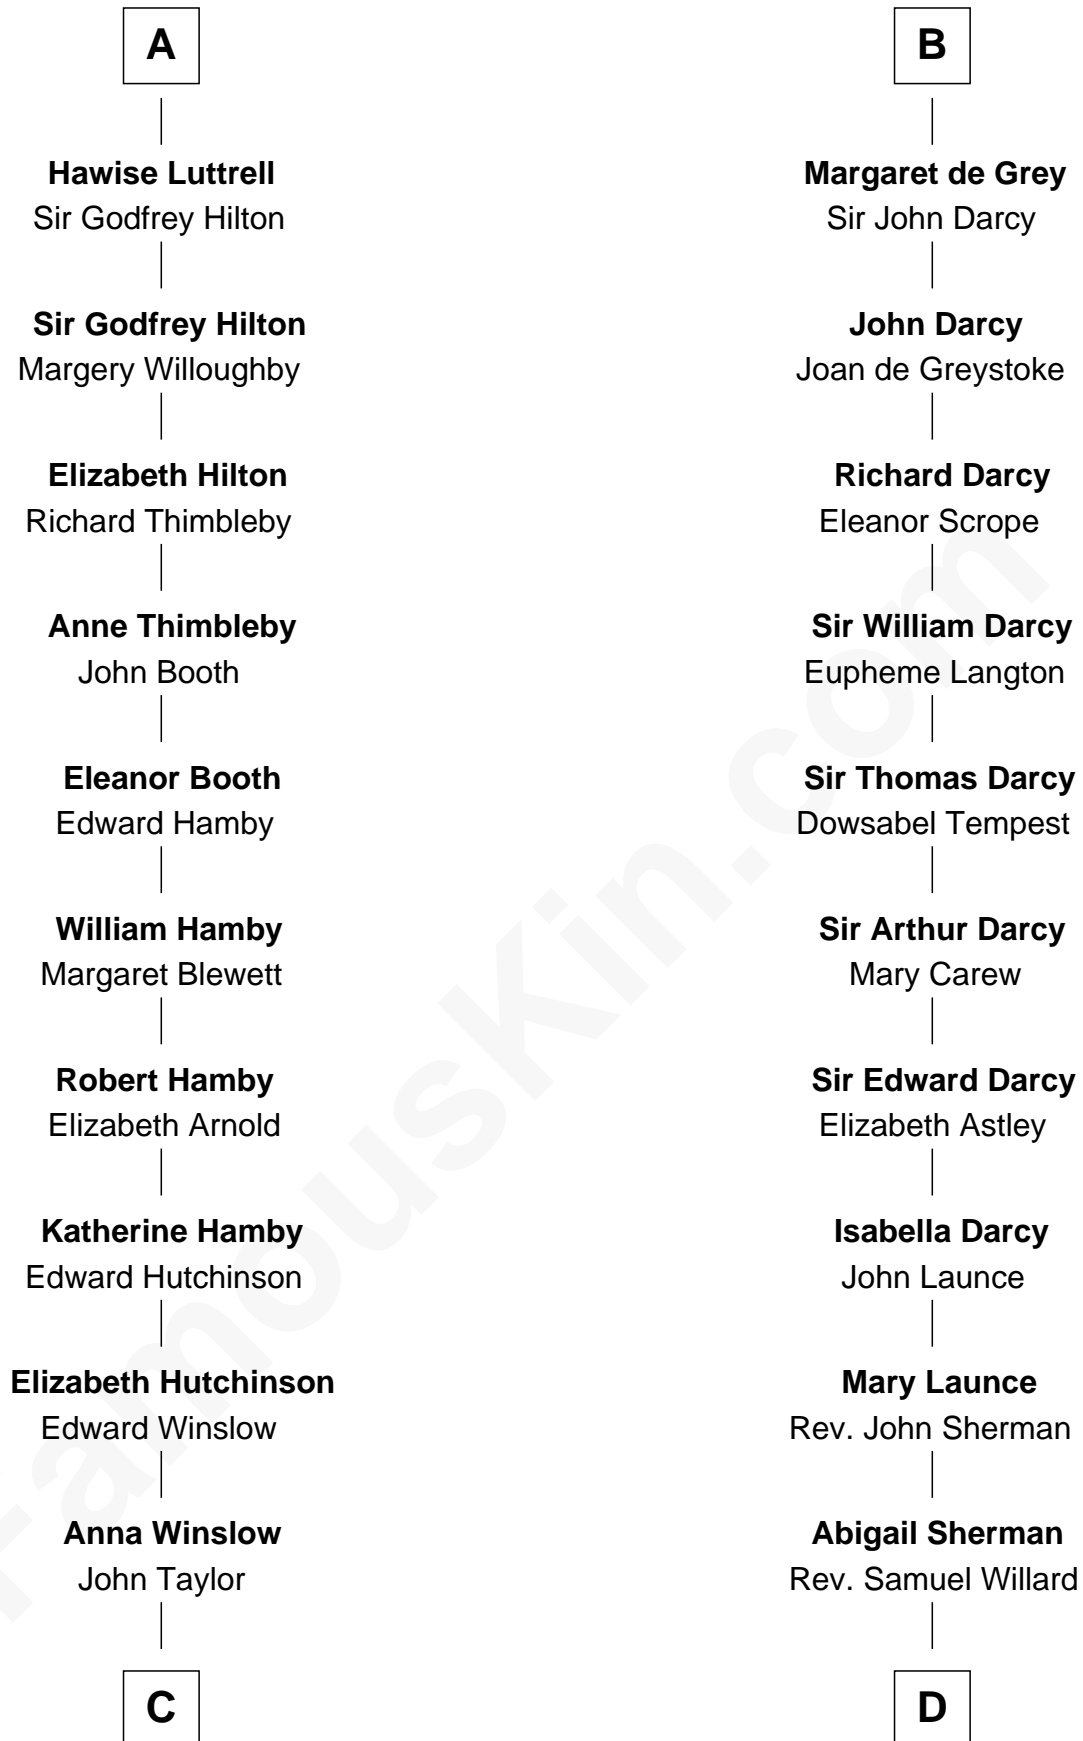 A
Hawise Luttrell
Sir Godfrey Hilton
Sir Godfrey Hilton
Margery Willoughby
Elizabeth Hilton
Richard Thimbleby
Anne Thimbleby
John Booth
Eleanor Booth
Edward Hamby
William Hamby
Margaret Blewett
Robert Hamby
Elizabeth Arnold
Katherine Hamby
Edward Hutchinson
Elizabeth Hutchinson
Edward Winslow
Anna Winslow
John Taylor
C
B
Margaret de Grey
Sir John Darcy
John Darcy
Joan de Greystoke
Richard Darcy
Eleanor Scrope
Sir William Darcy
Eupheme Langton
Sir Thomas Darcy
Dowsabel Tempest
Sir Arthur Darcy
Mary Carew
Sir Edward Darcy
Elizabeth Astley
Isabella Darcy
John Launce
Mary Launce
Rev. John Sherman
Abigail Sherman
Rev. Samuel Willard
D
FamousKin.com